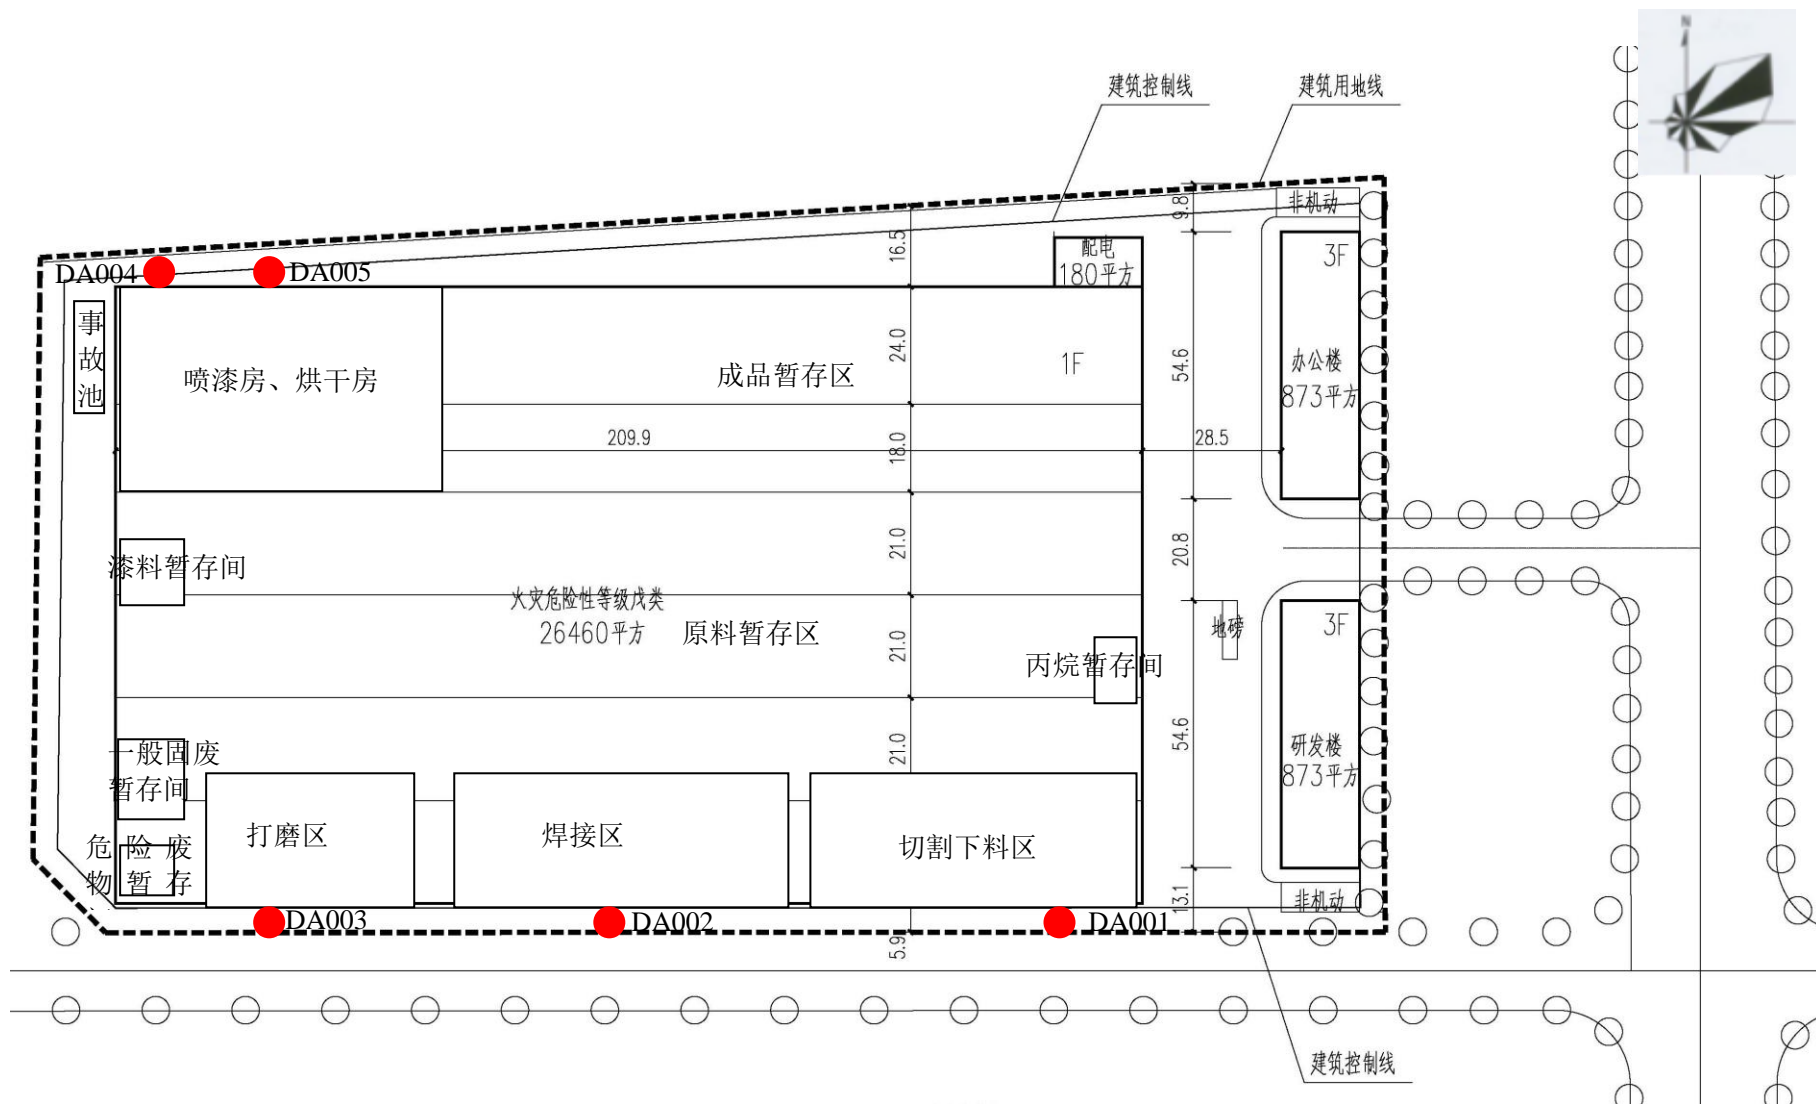 N
建筑控制线
建筑用地线
非机动
9.8
16.5
配电
180平方
3F
DA004
DA005
事故池
喷漆房、烘干房
成品暂存区
24.0
1F
54.6
办公楼
873平方
209.9
18.0
28.5
漆料暂存间
21.0
20.8
火灾危险性等级戊类
26460平方
原料暂存区
21.0
丙烷暂存间
地磅
3F
一般固废
暂存间
21.0
54.6
研发楼
873平方
打磨区
焊接区
切割下料区
危险废
物暂存
13.1
非机动
DA003
DA002
DA001
5.9
建筑控制线